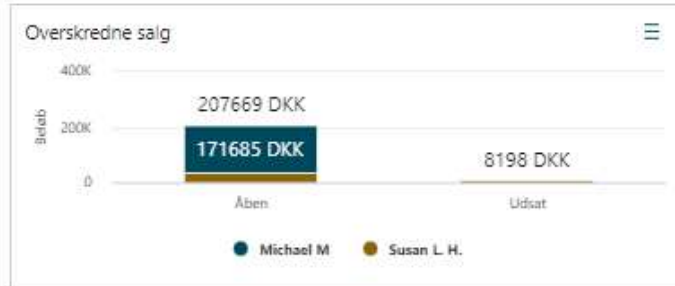 Overskredne salg
400K
207669 DKK
Beløb
200K
171685 DKK
8198 DKK
0
Åben
Udsat
Michael M
Susan L. H.